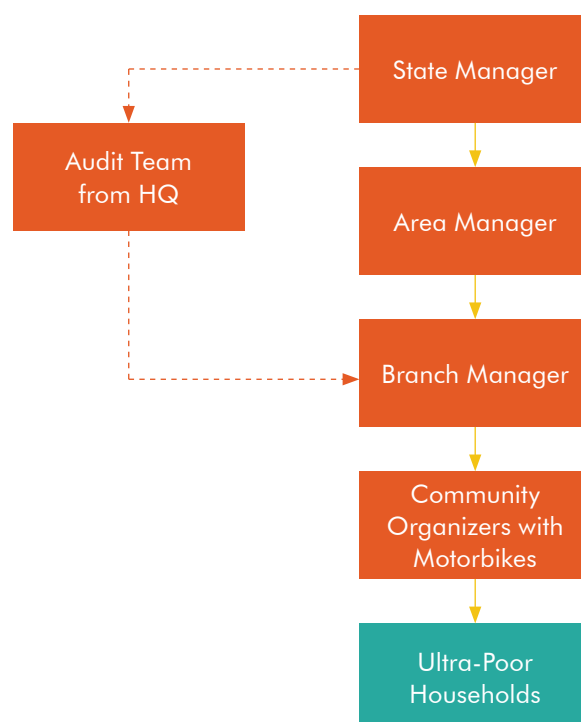 State Manager
Audit Team
from HQ
Area Manager
Branch Manager
Community
Organizers with
Motorbikes
Ultra-Poor
Households